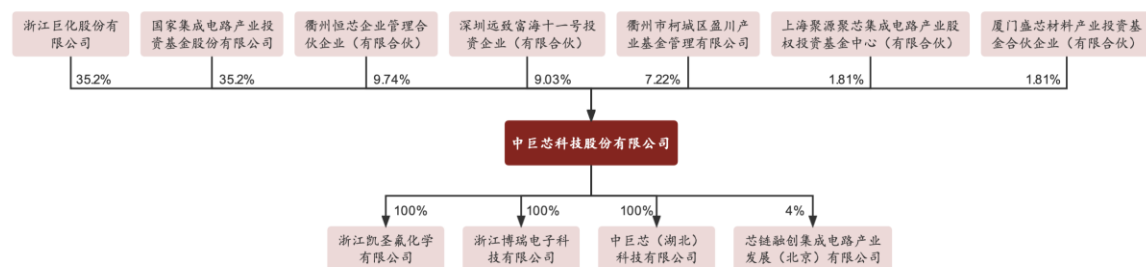 浙江巨化股份有
限公司
国家集成电路产业投
资基金股份有限公司
衢州恒芯企业管理合
伙企业（有限合伙）
深圳远致富海十一号投
资企业（有限合伙）
衢州市柯城区盈川产
业基金管理有限公司
上海聚源聚芯集成电路产业股
权投资基金中心（有限合伙）
厦门盛芯材料产业投资基
金合伙企业（有限合伙）
35.2%
35.2%
9.74%
9.03%
7.22%
1.81%
1.81%
中巨芯科技股份有限公司
100%
100%
100%
4%
浙江凯圣氟化学
有限公司
浙江博瑞电子科
技有限公司
中巨芯（湖北）
科技有限公司
芯链融创集成电路产业
发展（北京）有限公司